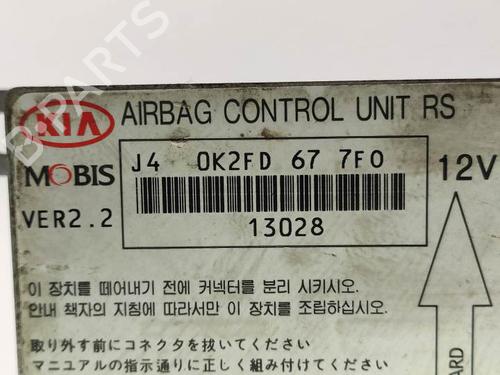 KIA AIRBAG CONTROL UNIT RS
MOBIS J4 0K2FD 67 7F0 12V
VER2.2 13028
이 장치를 떼어내기 전에 커넥터를 분리 시키시오.
안내 책자의 지침에 따라서만 이 장치를 조립하십시오.
取り外す前にコネクタを抜いてください
マニュアルの指示通りに正しく組み付けてください
B-PARTS